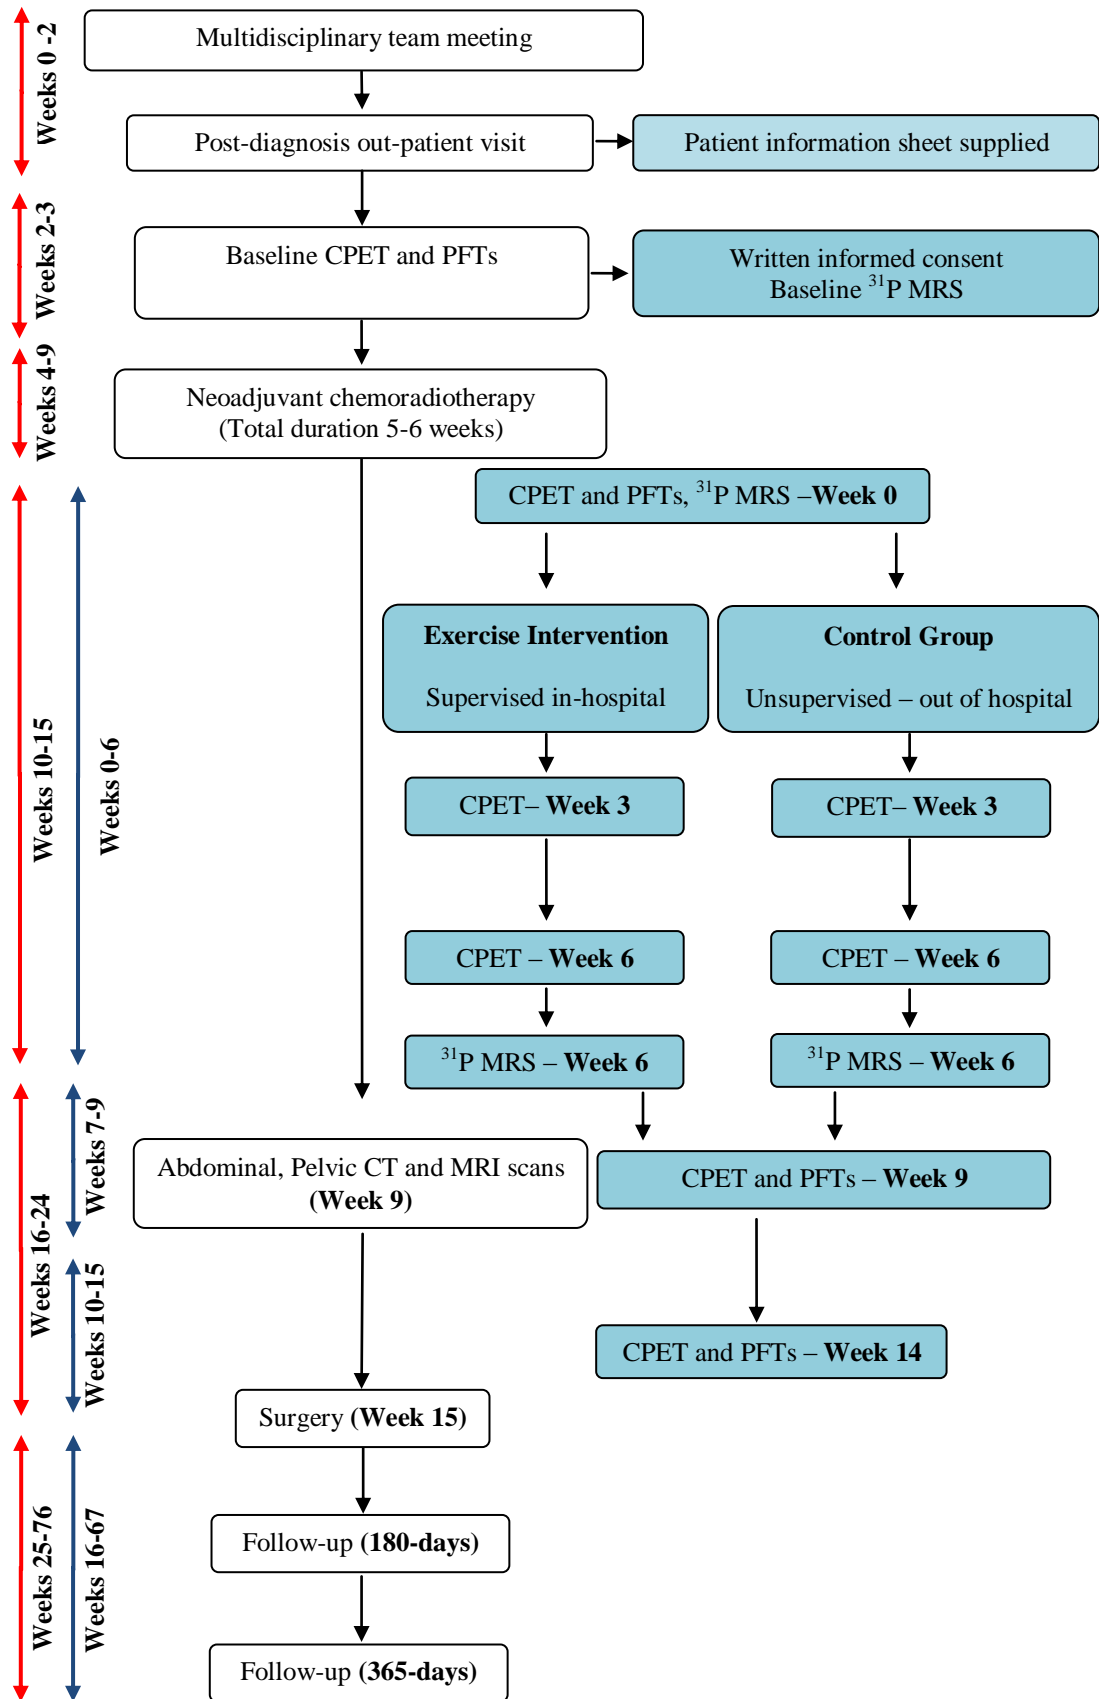 Weeks 0 -2
Multidisciplinary team meeting
Post-diagnosis out-patient visit
Patient information sheet supplied
Weeks 2-3
Baseline CPET and PFTs
Written informed consent
Baseline ³¹P MRS
Weeks 4-9
Neoadjuvant chemoradiotherapy
(Total duration 5-6 weeks)
Weeks 10-15
Weeks 0-6
CPET and PFTs, ³¹P MRS –Week 0
Exercise Intervention
Supervised in-hospital
Control Group
Unsupervised – out of hospital
CPET– Week 3
CPET– Week 3
CPET – Week 6
CPET – Week 6
³¹P MRS – Week 6
³¹P MRS – Week 6
Weeks 16-24
Weeks 7-9
Abdominal, Pelvic CT and MRI scans
(Week 9)
CPET and PFTs – Week 9
Weeks 10-15
CPET and PFTs – Week 14
Surgery (Week 15)
Weeks 25-76
Weeks 16-67
Follow-up (180-days)
Follow-up (365-days)